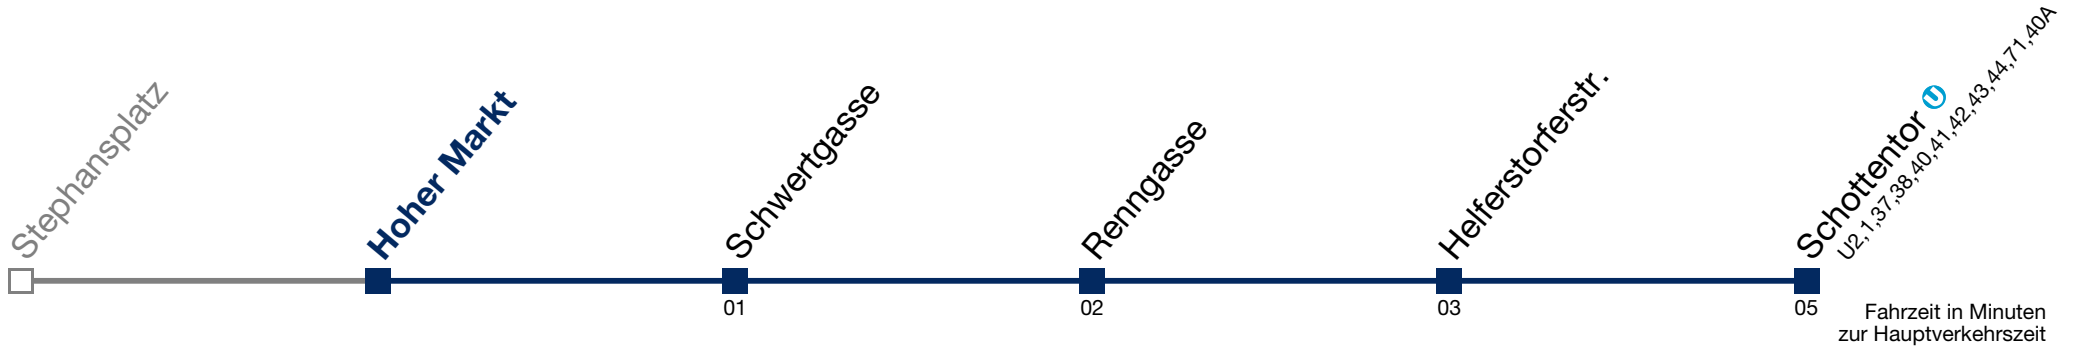 Stephansplatz
Hoher Markt
Schwertgasse
Renngasse
Helferstorferstr.
Schottentor U
U2,1,37,38,40,41,42,43,44,71,40A
01
02
03
05
Fahrzeit in Minuten
zur Hauptverkehrszeit